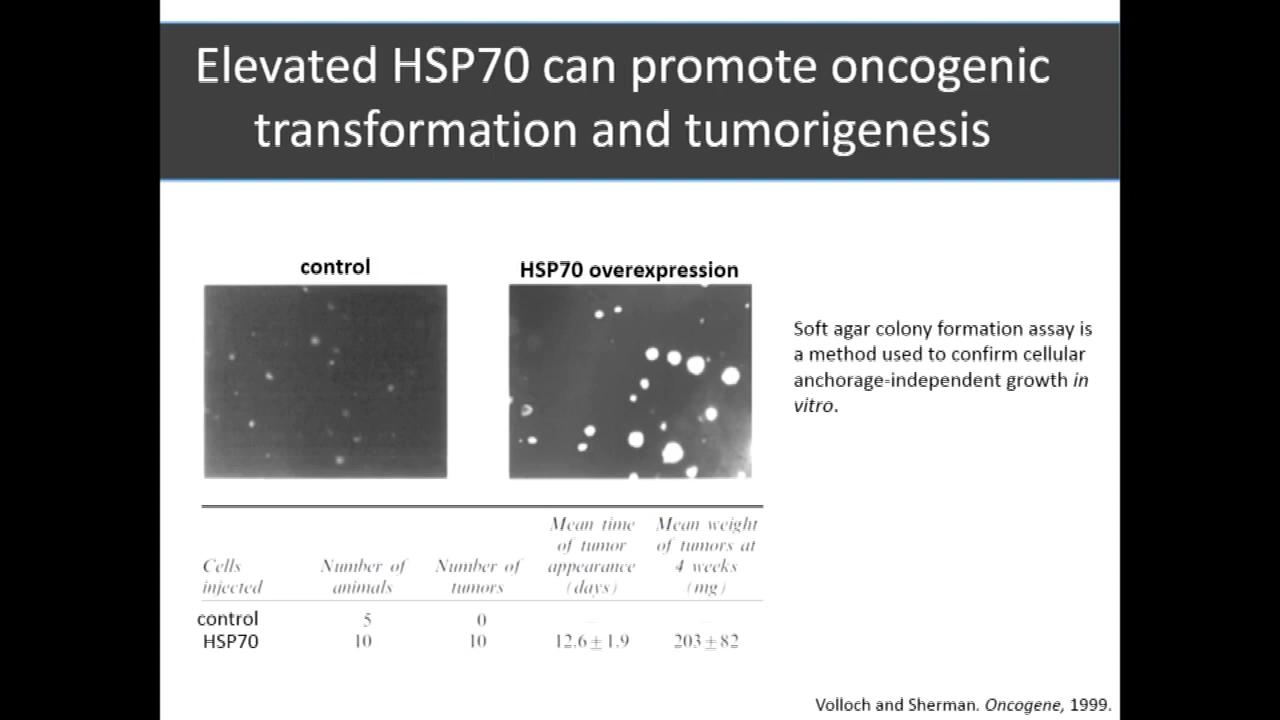 Elevated HSP70 can promote oncogenic
transformation and tumorigenesis
control
HSP70 overexpression
Soft agar colony formation assay is
a method used to confirm cellular
anchorage-independent growth in
vitro.
Mean time Mean weight
of tumor of tumors at
Cells Number of Number of appearance 4 weeks
injected animals tumors (days) (mg)
control 5 0
HSP70 10 10 12.6±1.9 203±82
Volloch and Sherman. Oncogene, 1999.